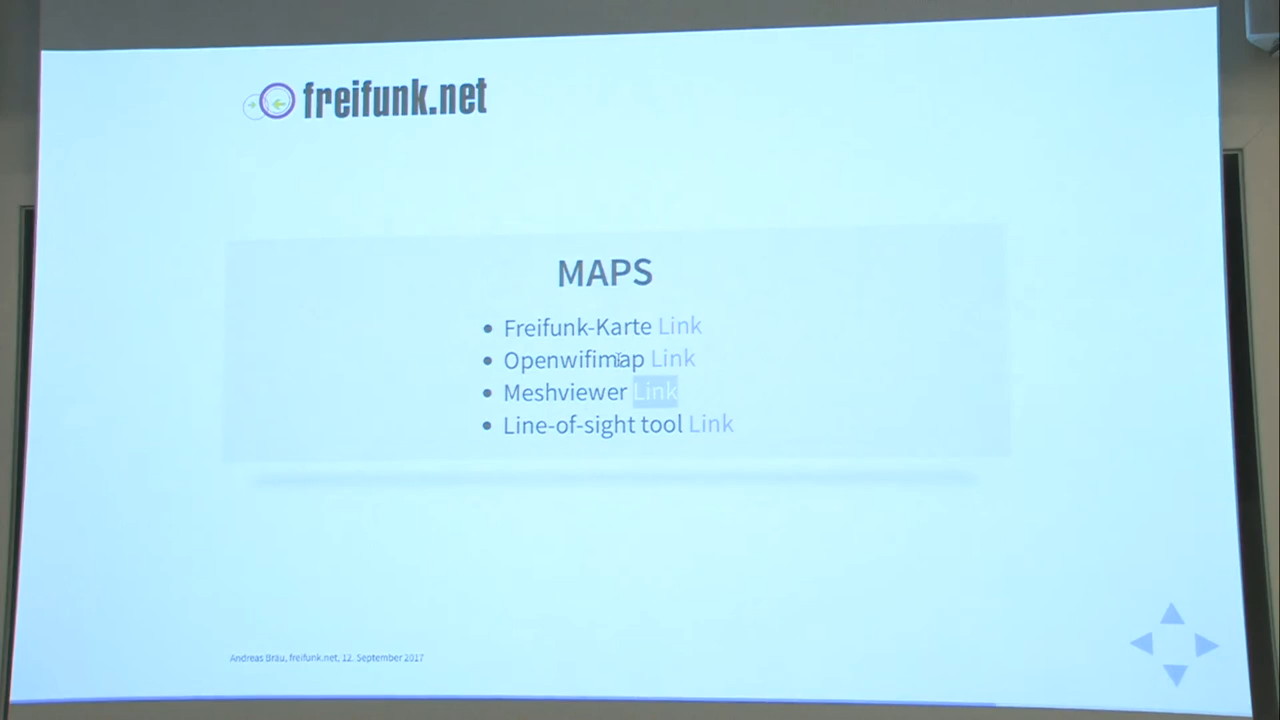 freifunk.net
MAPS
Freifunk-Karte Link
Openwifimap Link
Meshviewer Link
Line-of-sight tool Link
Andreas Bräu, freifunk.net, 12. September 2017